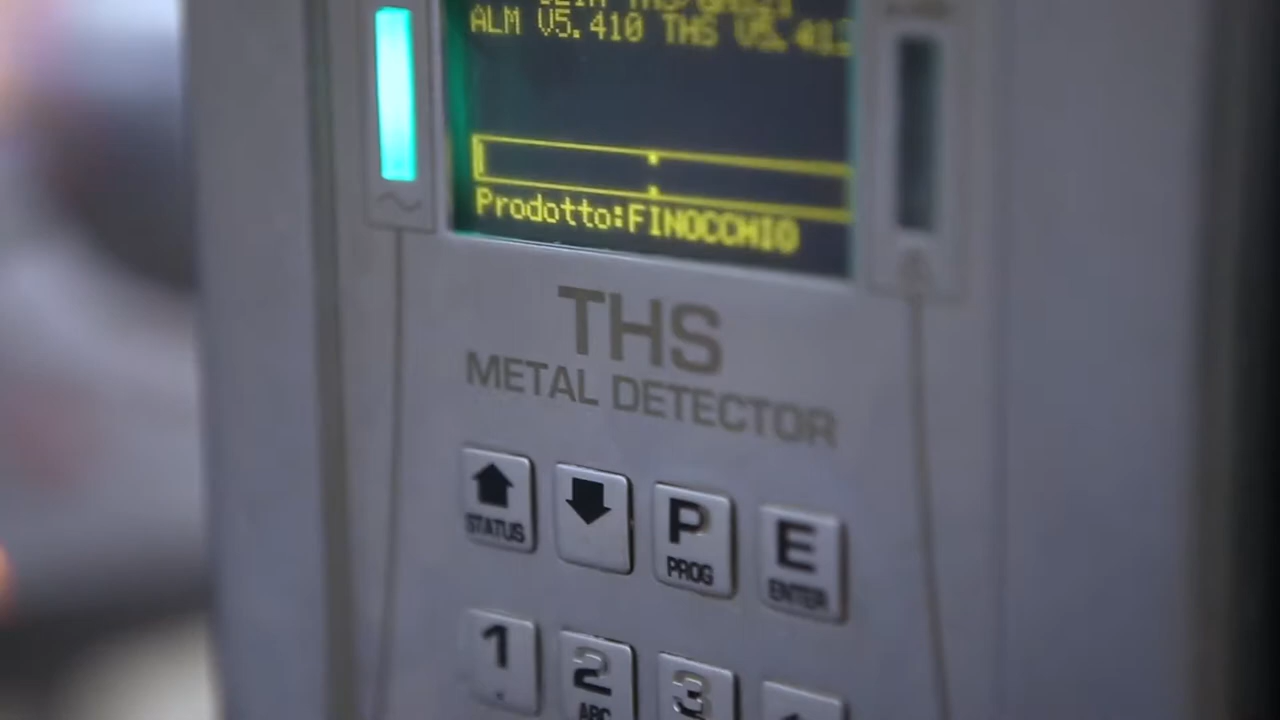 ALM V5.410 THS V5.41
Prodotto:FINOCCHIO
THS
METAL DETECTOR
STATUS
P
PROG
E
ENTER
1
2
ABC
3